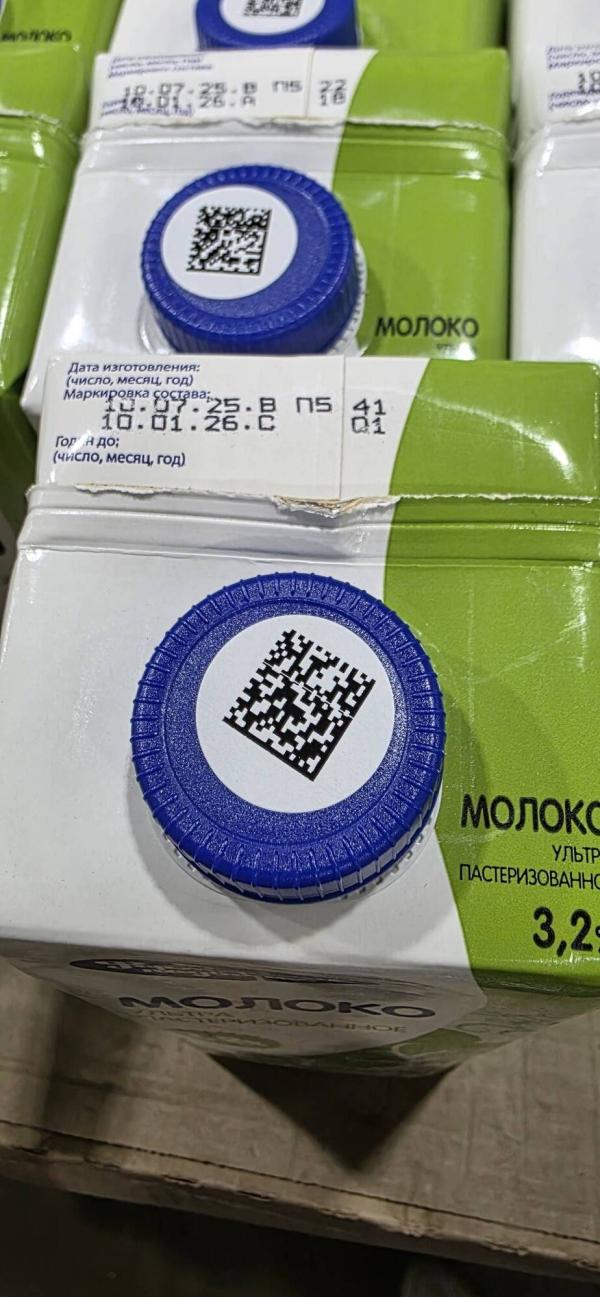 МОЛОКО
10.07.25.В П5 22
10.01.26.А 18
МОЛОКО
Дата изготовления:
(число, месяц, год)
Маркировка состава:
10.07.25.В П5 41
10.01.26.С 01
Годен до:
(число, месяц, год)
МОЛОКО
УЛЬТР
ПАСТЕРИЗОВАННО
3,2%
МОЛОКО
УЛЬТРА
ПАСТЕРИЗОВАННОЕ